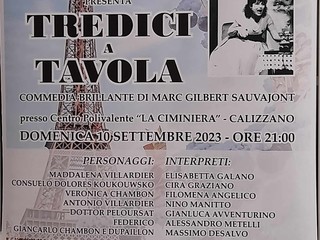 PRESENTA
TREDICI
A
TAVOLA
COMMEDIA BRILLANTE DI MARC GILBERT SAUVAJONT
presso Centro Polivalente "LA CIMINIERA" - CALIZZANO
DOMENICA 10 SETTEMBRE 2023 - ORE 21:00
PERSONAGGI: INTERPRETI:
MADDALENA VILLARDIER ELISABETTA GALANO
CONSUELO DOLORES KOUKOWSKO CIRA GRAZIANO
VERONICA CHAMBON FILOMENA ANGELICO
ANTONIO VILLARDIER NINO MANITTO
DOTTOR PELOURSAT GIANLUCA AVVENTURINO
FEDERICO ALESSANDRO METELLI
GIANCARLO CHAMBON E DUPAILLON MASSIMO DESALVO